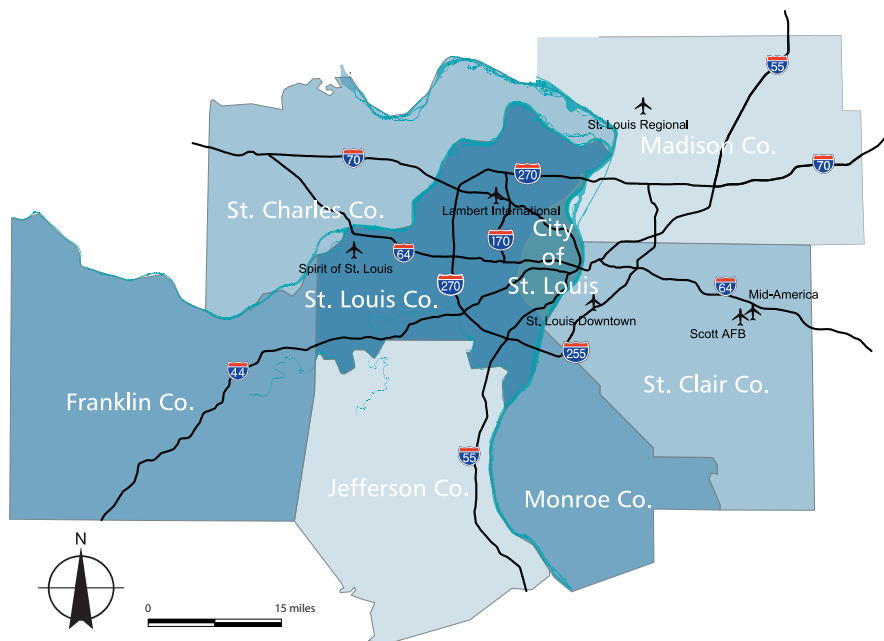 55
St. Louis Regional
Madison Co.
70
70
270
Lambert International
St. Charles Co.
City
of
St. Louis
170
64
Spirit of St. Louis
St. Louis Co.
270
64
Mid-America
St. Louis Downtown
Scott AFB
255
44
St. Clair Co.
Franklin Co.
55
Jefferson Co.
Monroe Co.
N
0
15 miles